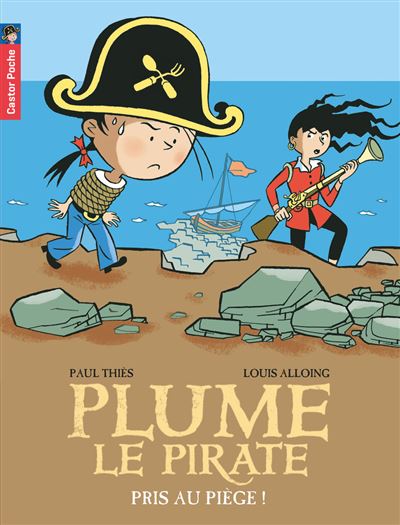 Castor Poche
PAUL THIÈS
LOUIS ALLOING
PLUME
LE PIRATE
PRIS AU PIÈGE !